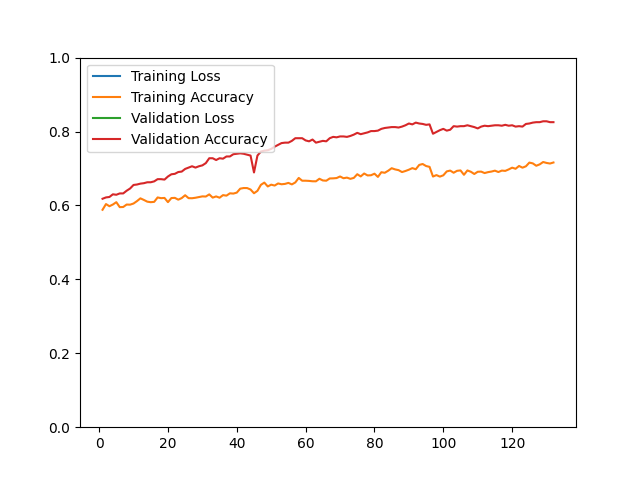 1.0
0.8
0.6
0.4
0.2
0.0
Training Loss
Training Accuracy
Validation Loss
Validation Accuracy
0 20 40 60 80 100 120